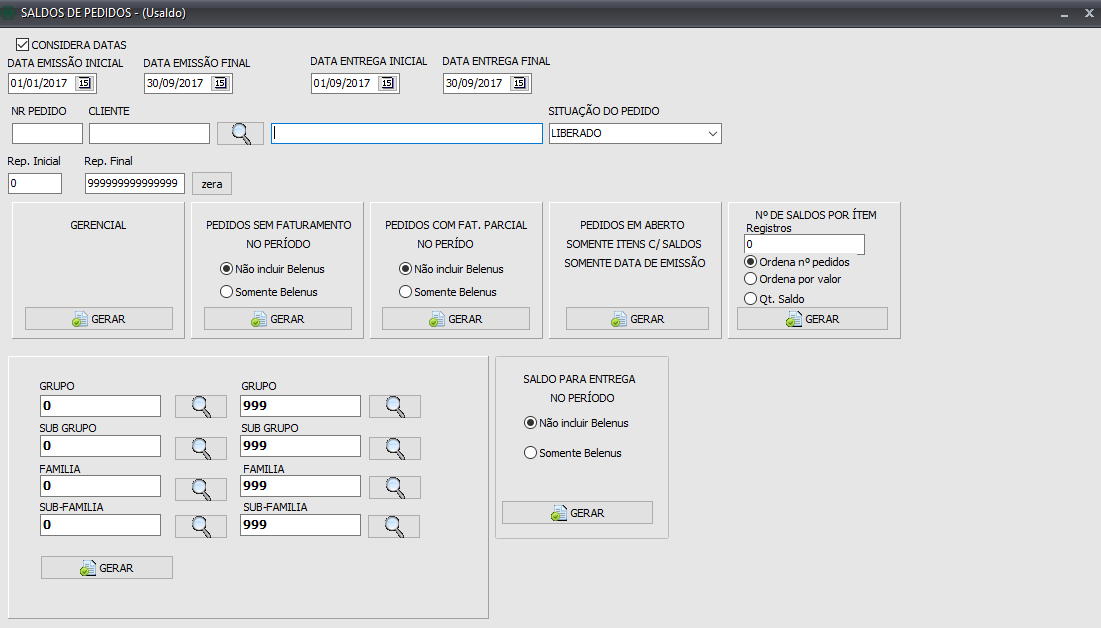 SALDOS DE PEDIDOS - (Usaldo)
CONSIDERA DATAS
DATA EMISSÃO INICIAL DATA EMISSÃO FINAL DATA ENTREGA INICIAL DATA ENTREGA FINAL
01/01/2017 15 30/09/2017 15 01/09/2017 15 30/09/2017 15
NR PEDIDO CLIENTE SITUAÇÃO DO PEDIDO
LIBERADO
Rep. Inicial Rep. Final
0 999999999999999 zera
GERENCIAL
GERAR
PEDIDOS SEM FATURAMENTO
NO PERÍODO
Não incluir Belenus
Somente Belenus
GERAR
PEDIDOS COM FAT. PARCIAL
NO PERÍDO
Não incluir Belenus
Somente Belenus
GERAR
PEDIDOS EM ABERTO
SOMENTE ITENS C/ SALDOS
SOMENTE DATA DE EMISSÃO
GERAR
Nº DE SALDOS POR ÍTEM
Registros
0
Ordena nº pedidos
Ordena por valor
Qt. Saldo
GERAR
GRUPO GRUPO
0 999
SUB GRUPO SUB GRUPO
0 999
FAMILIA FAMILIA
0 999
SUB-FAMILIA SUB-FAMILIA
0 999
GERAR
SALDO PARA ENTREGA
NO PERÍODO
Não incluir Belenus
Somente Belenus
GERAR